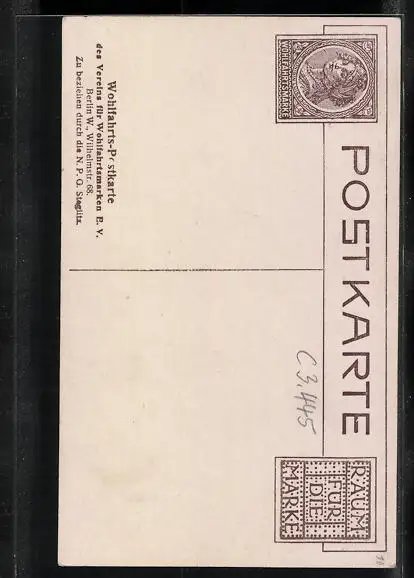 WOHLFAHRTSMARKE
POSTKARTE
RAUM
FÜR
DIE
MARKE
C 3.445
Wohlfahrts-Postkarte
des Vereins für Wohlfahrtsmarken E. V.
Berlin W., Wilhelmstr. 68.
Zu beziehen durch die N. P. G. Steglitz.